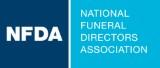 NFDA
NATIONAL
FUNERAL
DIRECTORS
ASSOCIATION